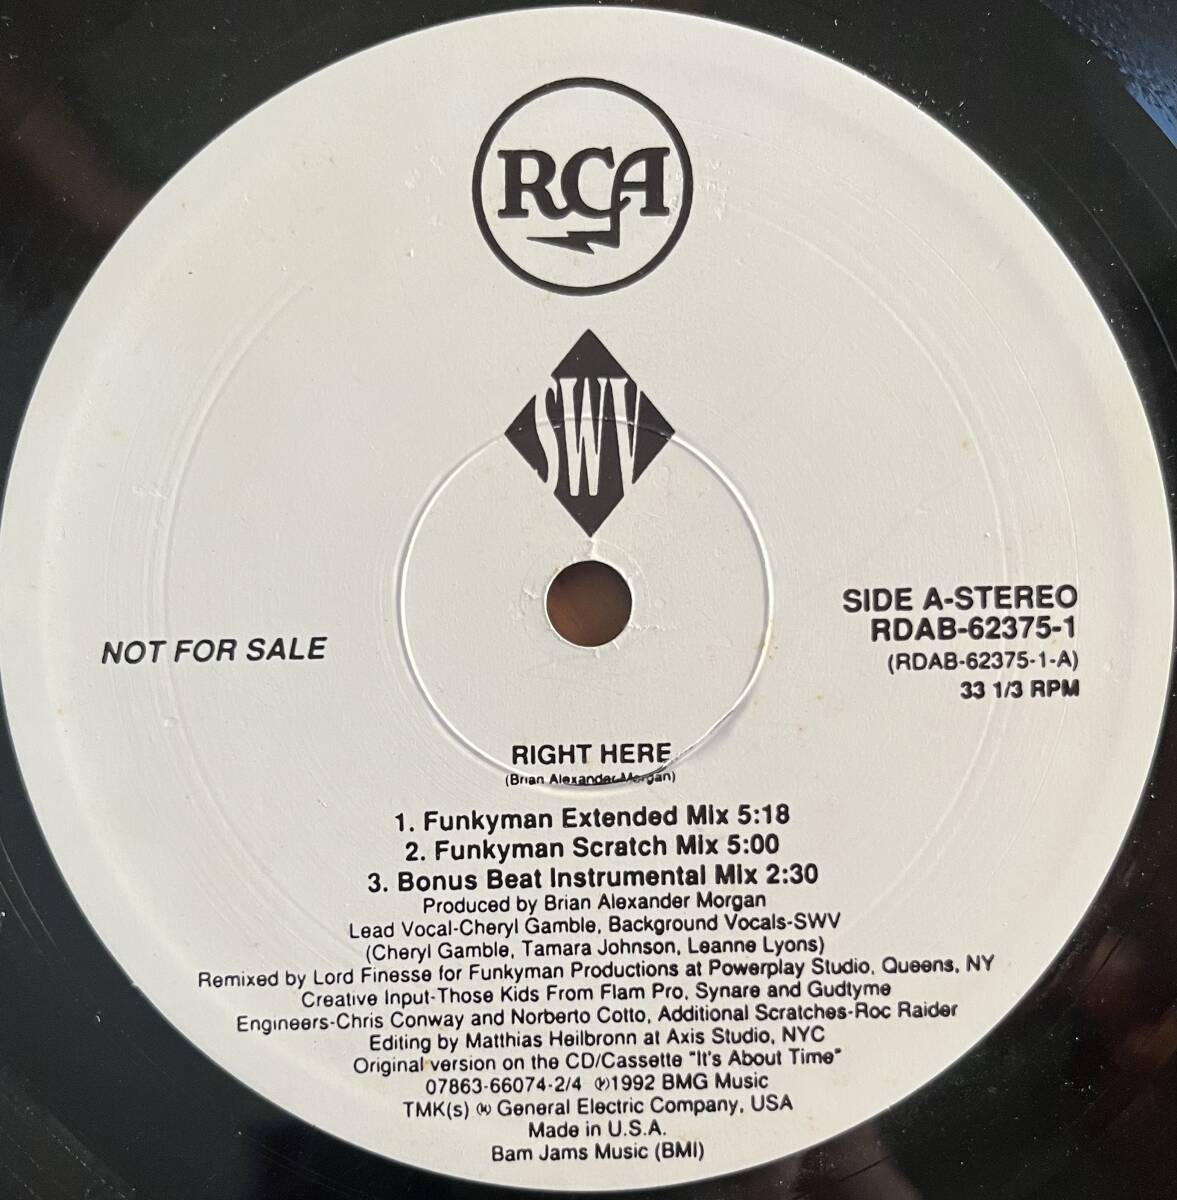 RCA
SWV
NOT FOR SALE
SIDE A-STEREO
RDAB-62375-1
(RDAB-62375-1-A)
33 1/3 RPM
RIGHT HERE
(Brian Alexander Morgan)
1. Funkyman Extended Mix 5:18
2. Funkyman Scratch Mix 5:00
3. Bonus Beat Instrumental Mix 2:30
Produced by Brian Alexander Morgan
Lead Vocal-Cheryl Gamble, Background Vocals-SWV
(Cheryl Gamble, Tamara Johnson, Leanne Lyons)
Remixed by Lord Finesse for Funkyman Productions at Powerplay Studio, Queens, NY
Creative Input-Those Kids From Flam Pro, Synare and Gudtyme
Engineers-Chris Conway and Norberto Cotto, Additional Scratches-Roc Raider
Editing by Matthias Heilbronn at Axis Studio, NYC
Original version on the CD/Cassette "It's About Time"
07863-66074-2/4 ℗1992 BMG Music
TMK(s) ® General Electric Company, USA
Made in U.S.A.
Bam Jams Music (BMI)